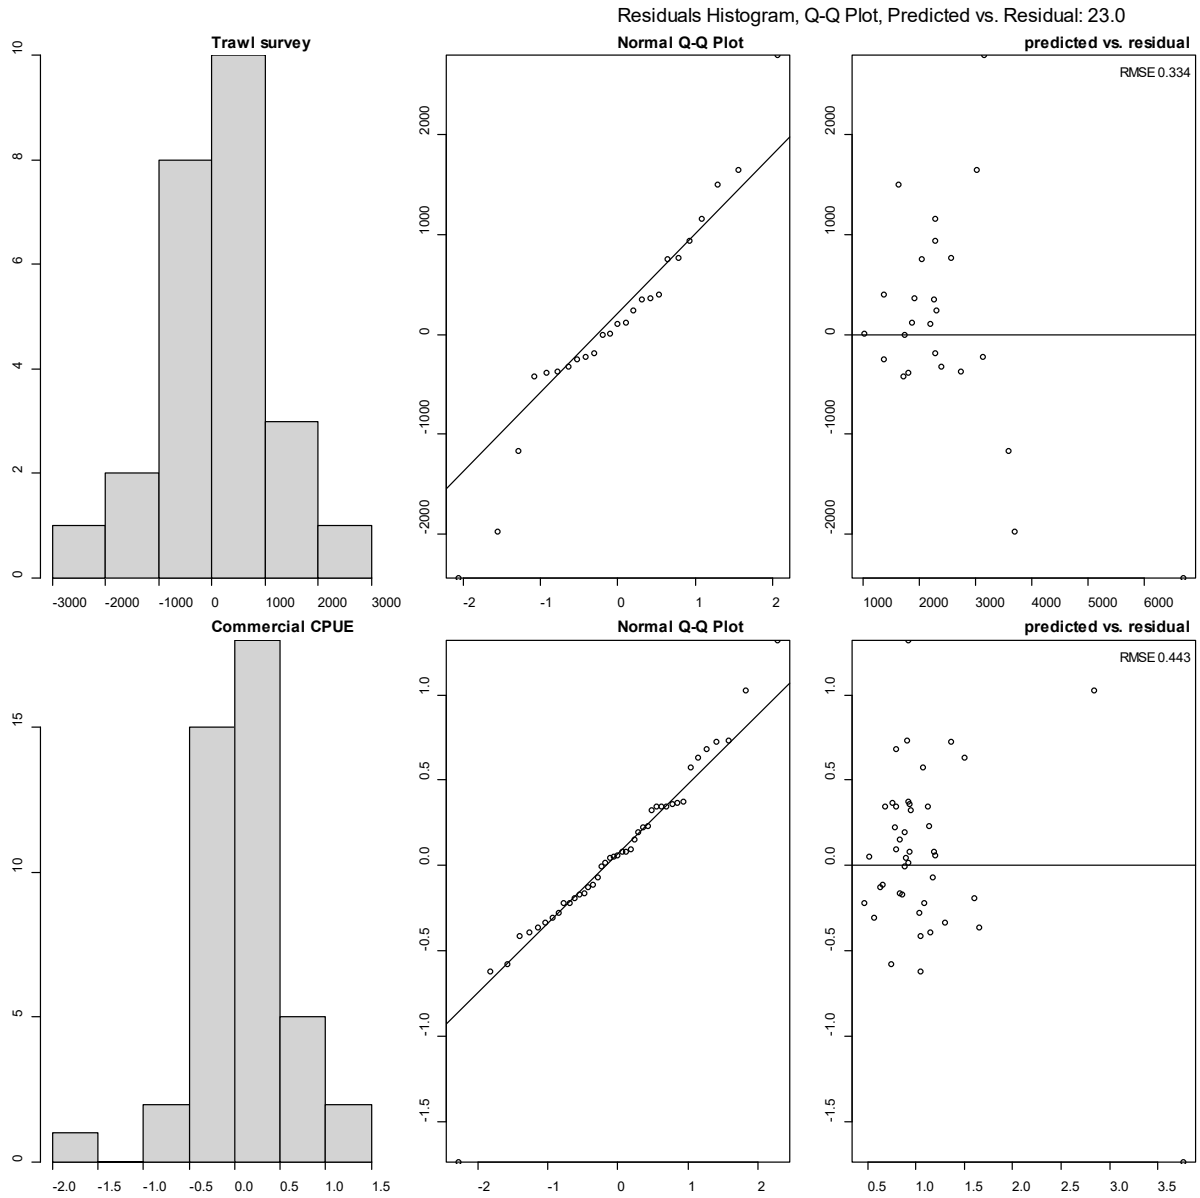 Residuals Histogram, Q-Q Plot, Predicted vs. Residual: 23.0
Trawl survey
10
8
6
4
2
0
-3000 -2000 -1000 0 1000 2000 3000
Normal Q-Q Plot
2000
1000
0
-1000
-2000
-2 -1 0 1 2
predicted vs. residual
RMSE 0.334
2000
1000
0
-1000
-2000
1000 2000 3000 4000 5000 6000
Commercial CPUE
15
10
5
0
-2.0 -1.0 -0.5 0.0 0.5 1.0 1.5
Normal Q-Q Plot
1.0
0.5
0.0
-0.5
-1.0
-1.5
-2 -1 0 1 2
predicted vs. residual
RMSE 0.443
1.0
0.5
0.0
-0.5
-1.0
-1.5
0.5 1.0 1.5 2.0 2.5 3.0 3.5